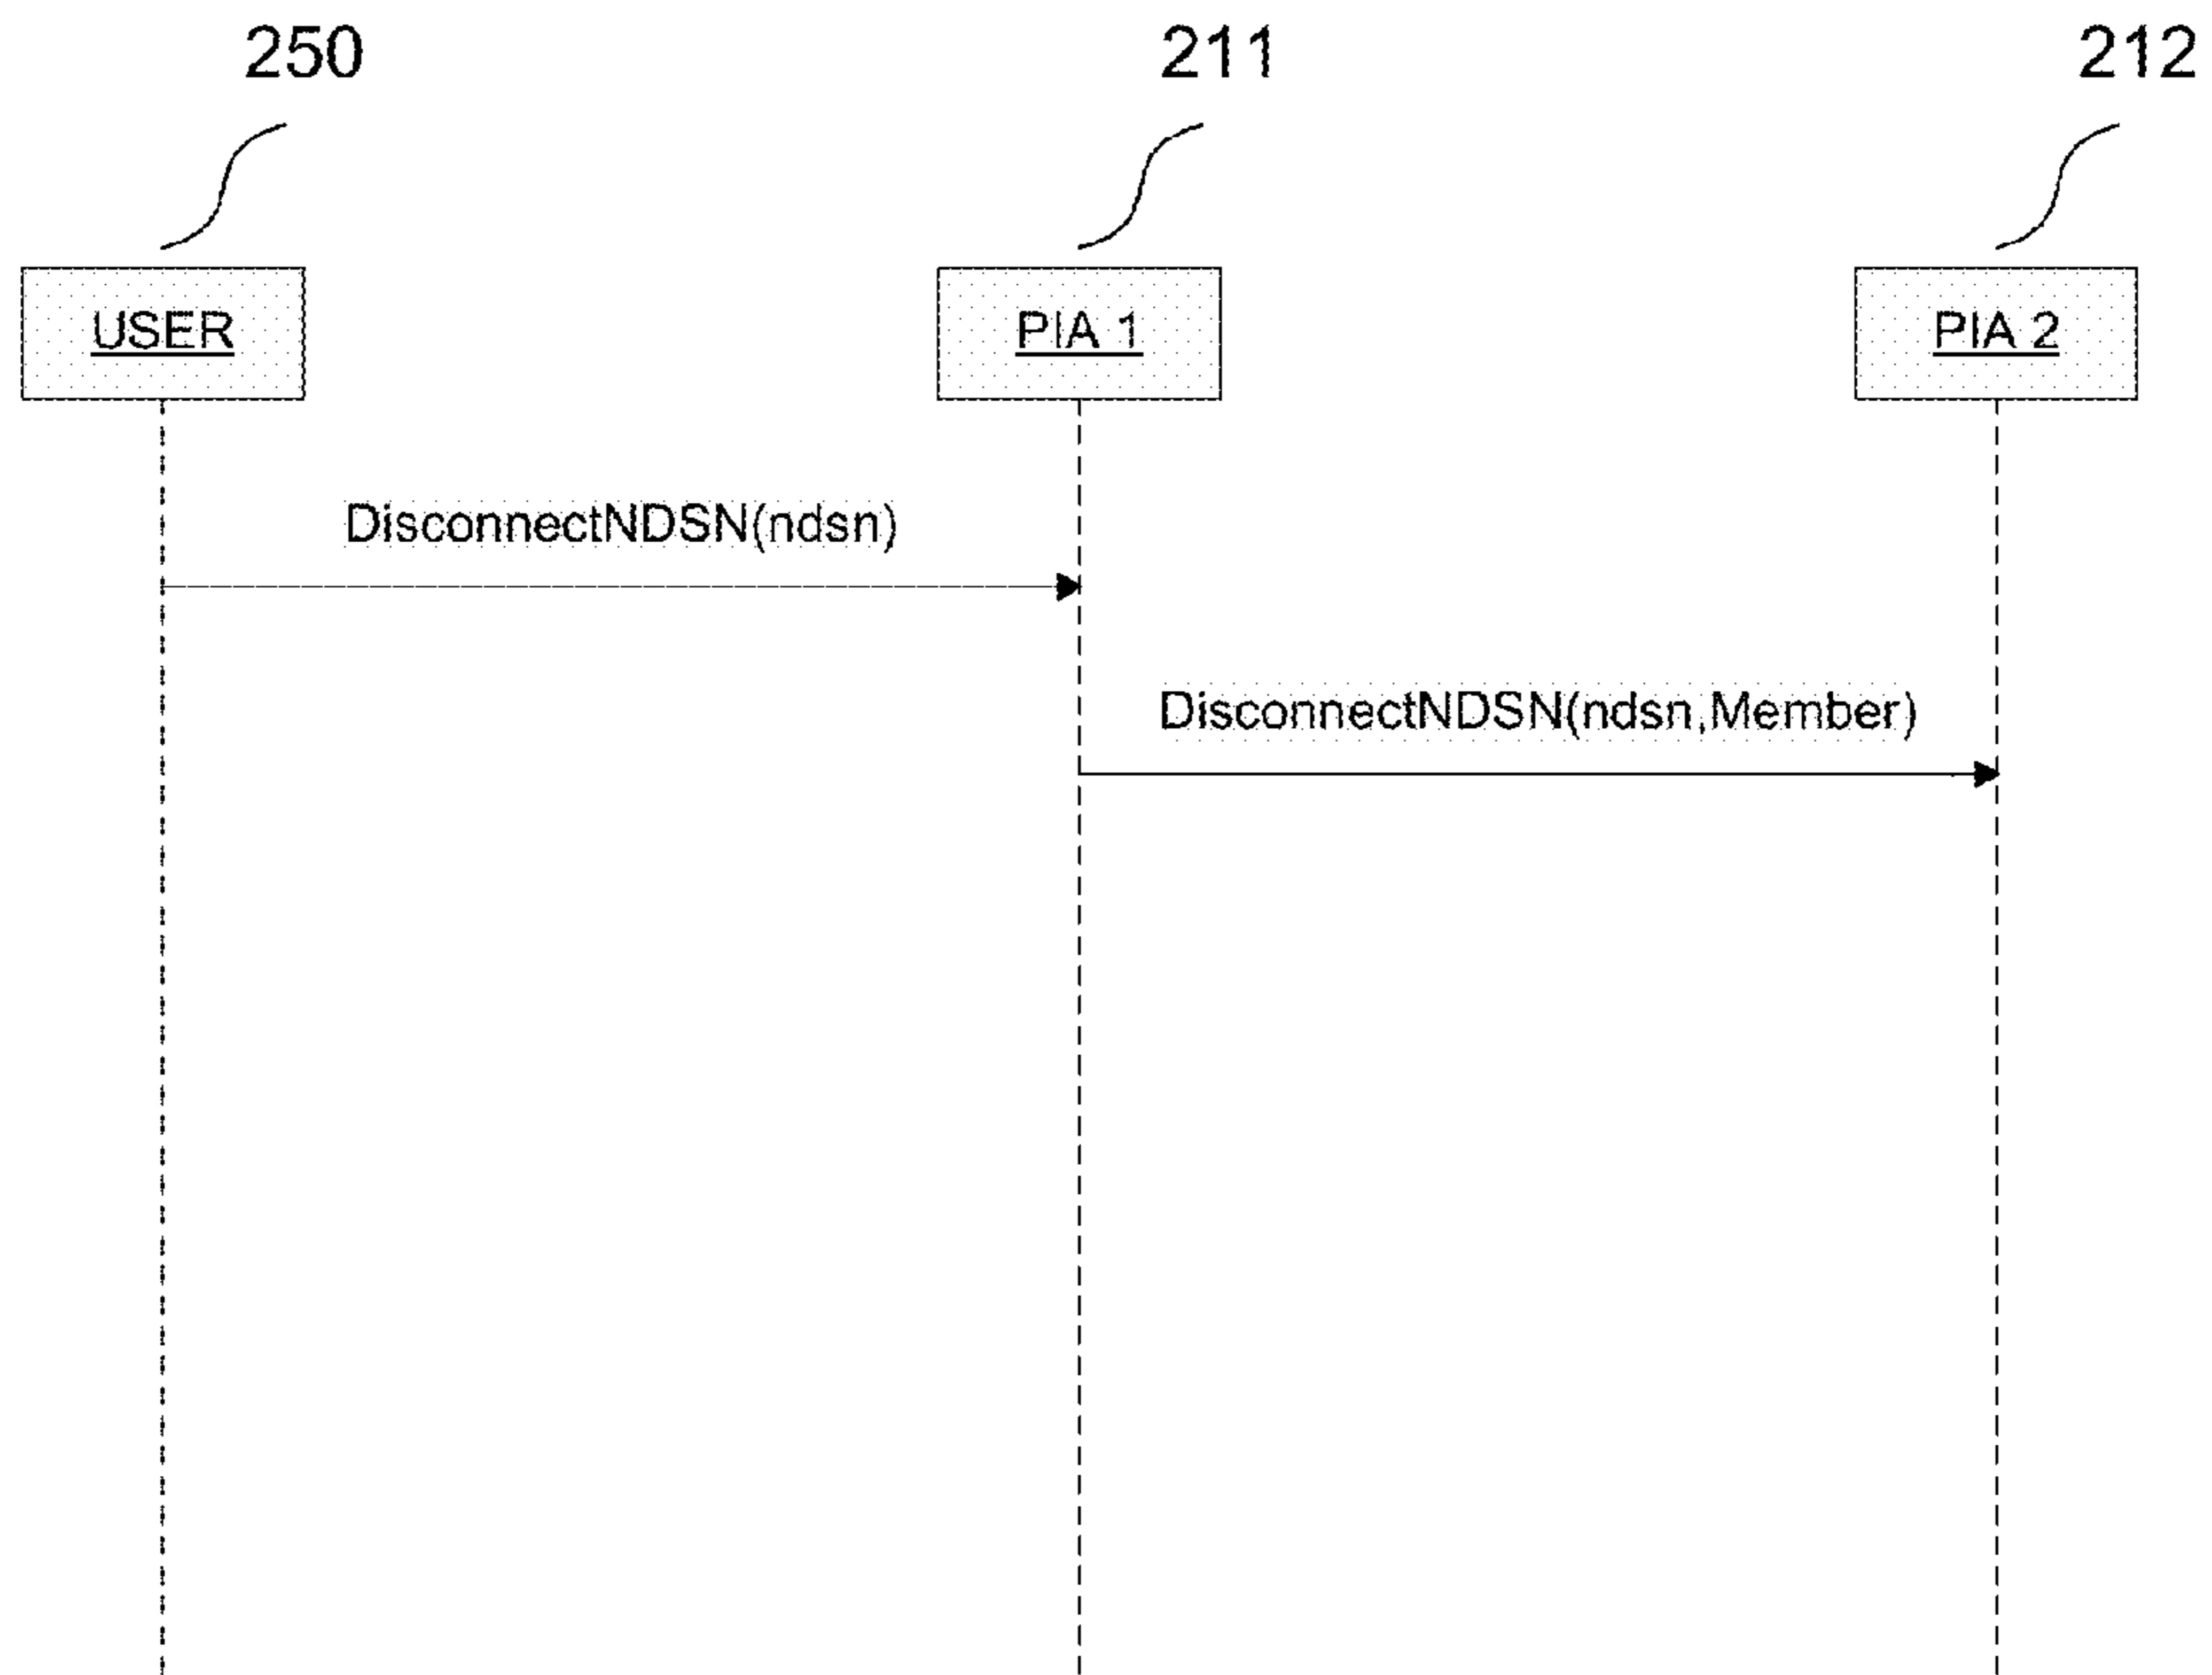 250 211 212
USER PIA 1 PIA 2
DisconnectNDSN(ndsn)
DisconnectNDSN(ndsn,Member)